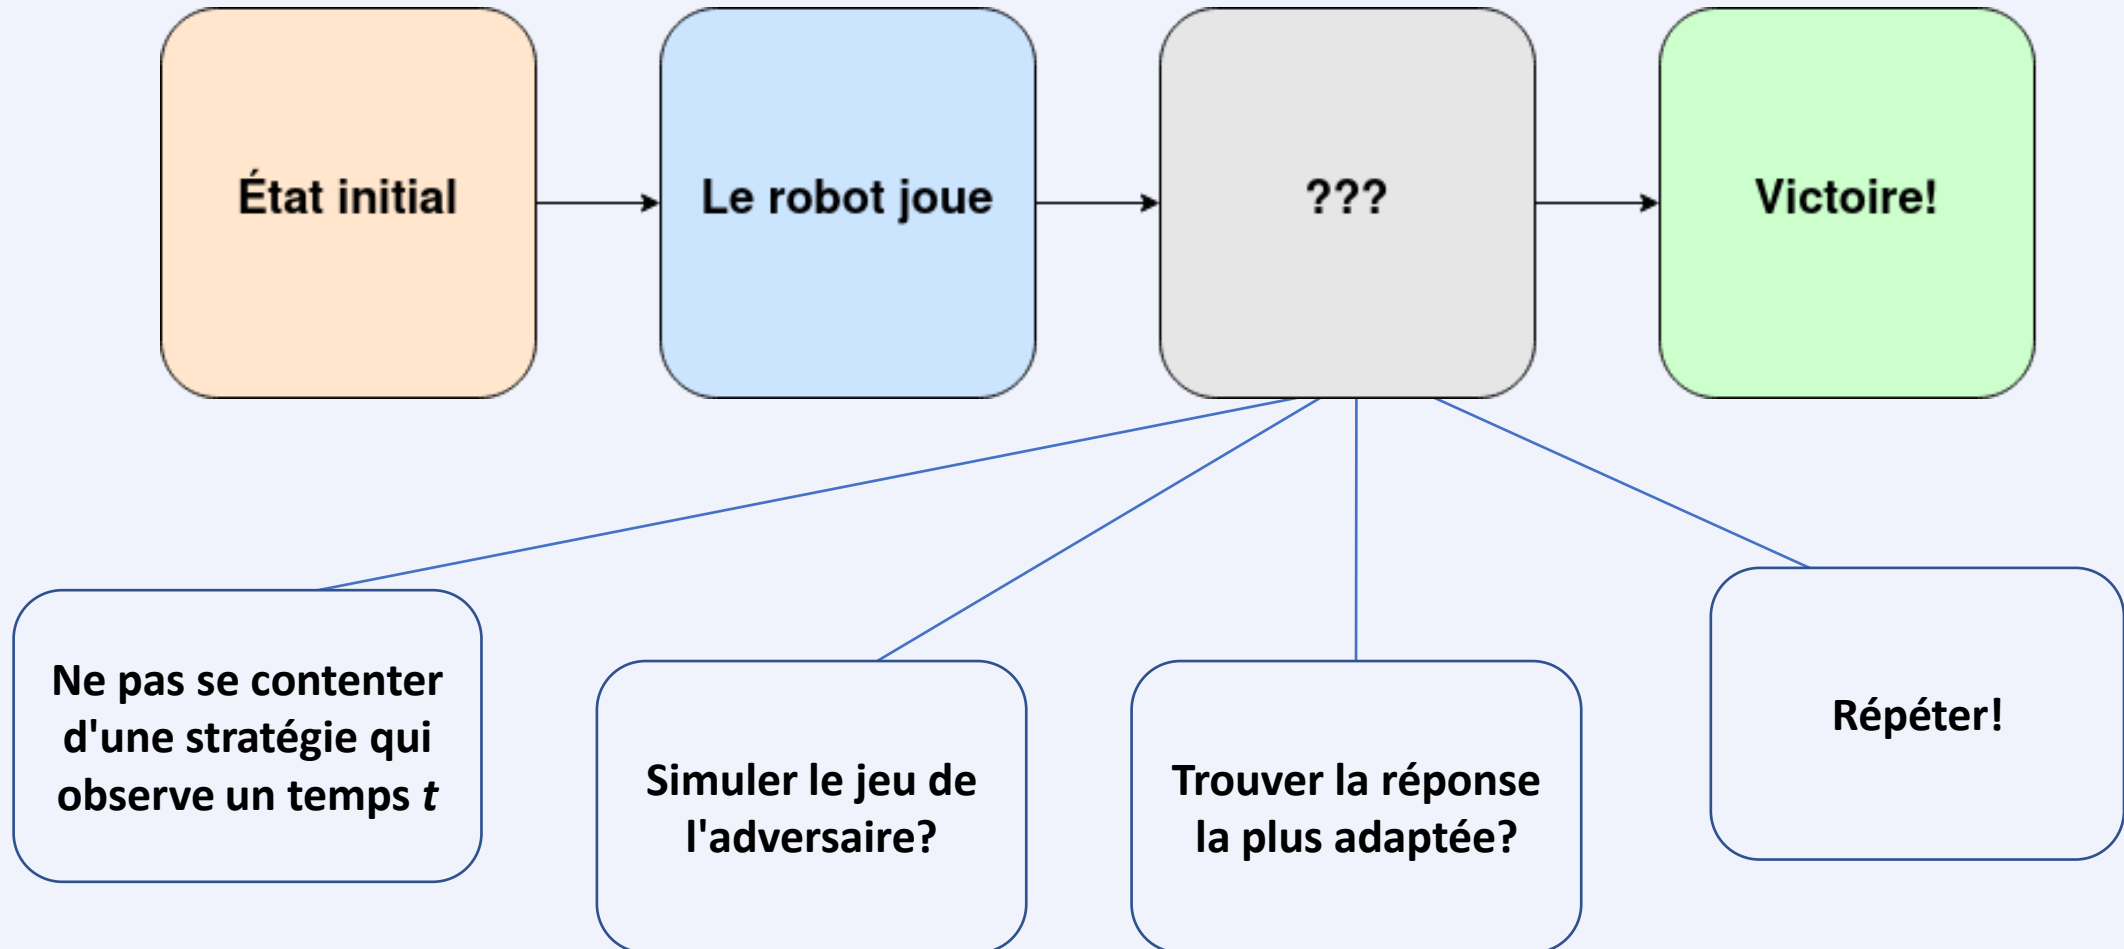 État initial
Le robot joue
???
Victoire!
Ne pas se contenter
d'une stratégie qui
observe un temps t
Simuler le jeu de
l'adversaire?
Trouver la réponse
la plus adaptée?
Répéter!